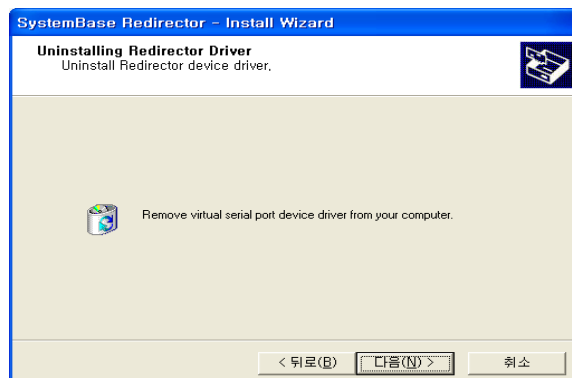 SystemBase Redirector - Install Wizard
Uninstalling Redirector Driver
Uninstall Redirector device driver.
Remove virtual serial port device driver from your computer.
< 뒤로(B) 다음(N) > 취소